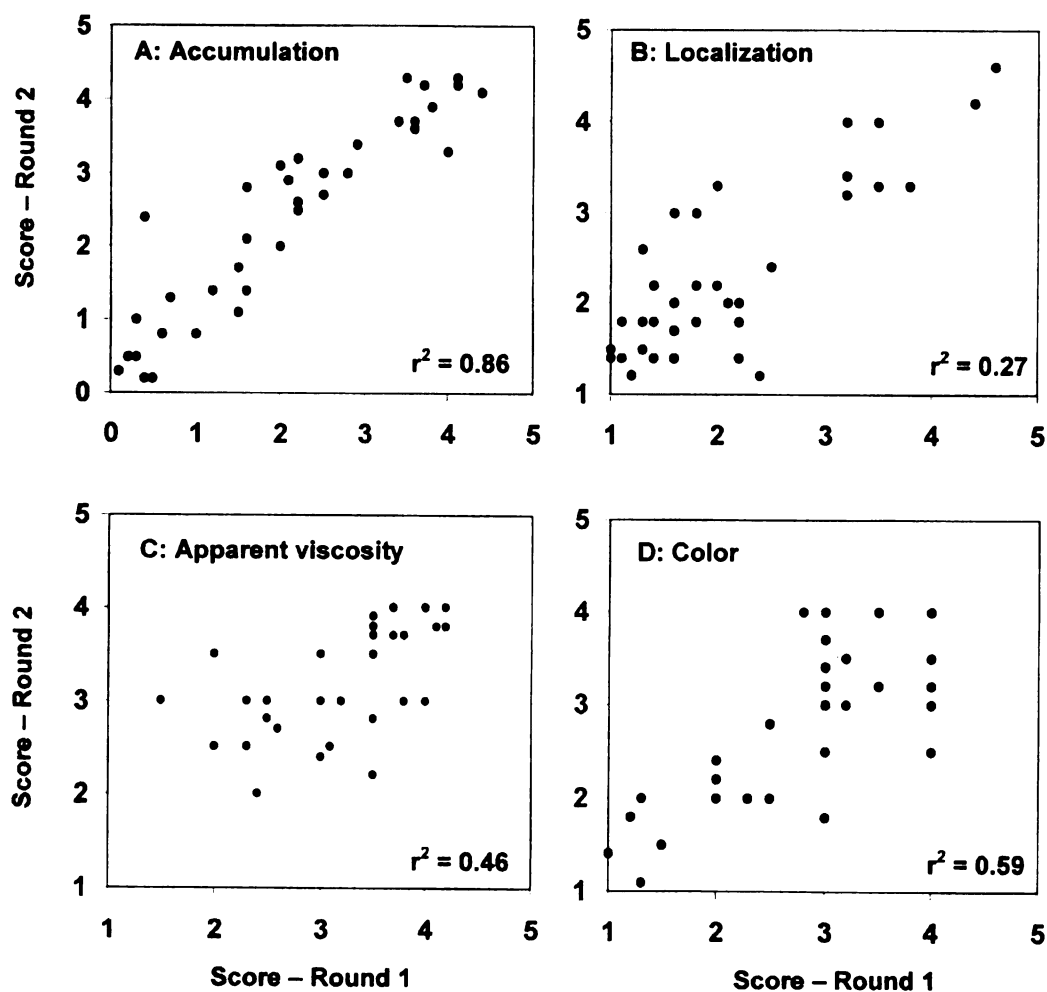 A: Accumulation
5
4
3
2
1
0
Score – Round 2
r² = 0.86
0 1 2 3 4 5
B: Localization
5
4
3
2
1
r² = 0.27
1 2 3 4 5
C: Apparent viscosity
5
4
3
2
1
Score – Round 2
r² = 0.46
1 2 3 4 5
Score – Round 1
D: Color
5
4
3
2
1
r² = 0.59
1 2 3 4 5
Score – Round 1